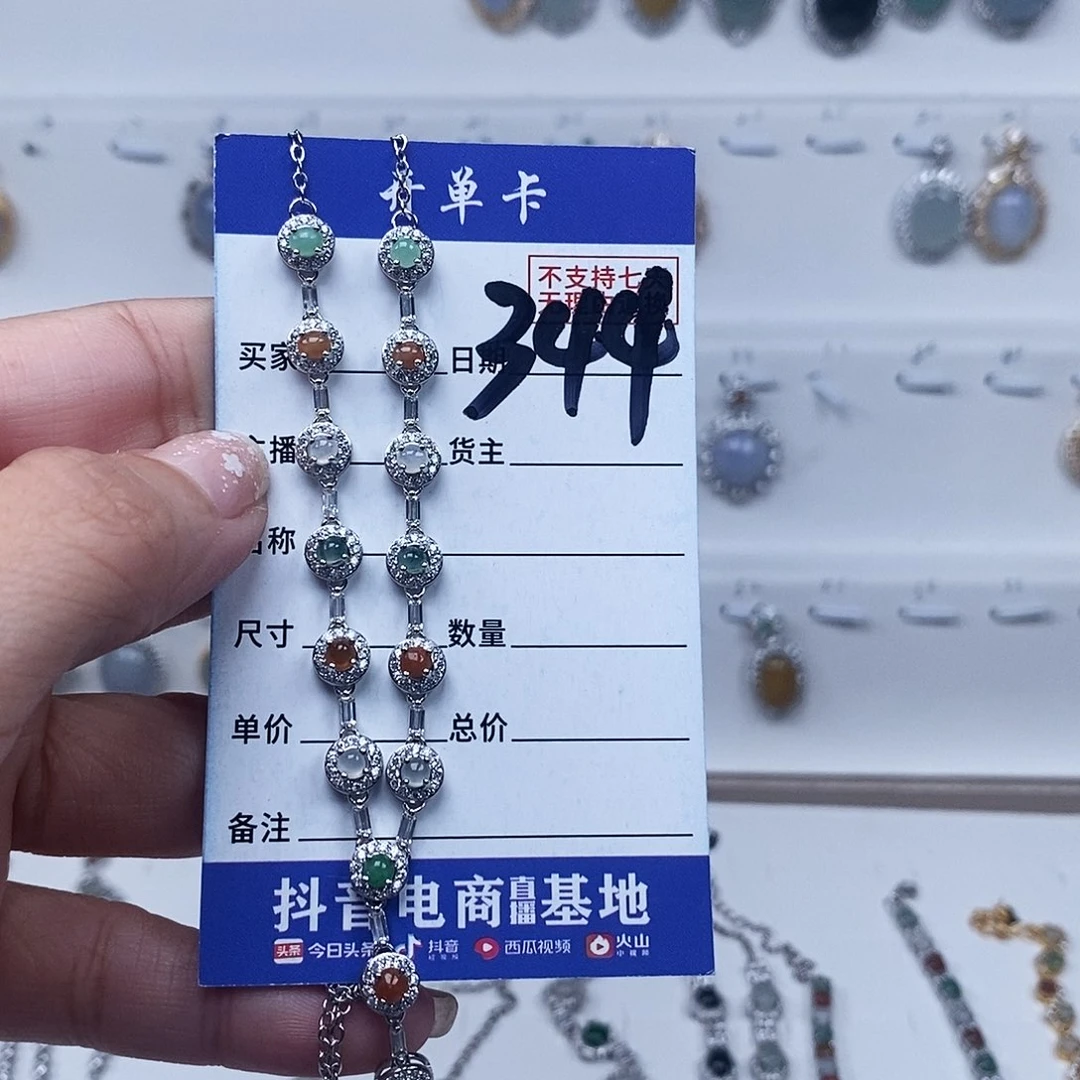 单卡
不支持七天
344
买家 日期
播 货主
称
尺寸 数量
单价 总价
备注
抖音电商直播基地
头条 今日头条 抖音 西瓜视频 火山